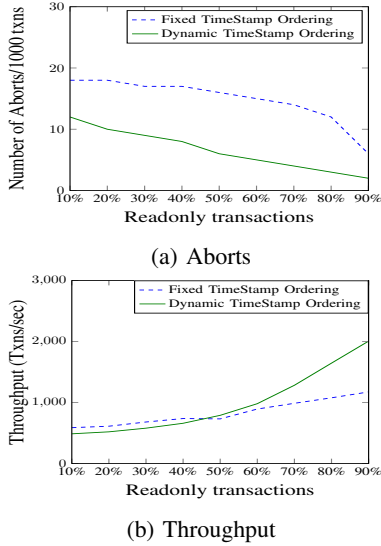 30
20
10
0
Number of Aborts/1000 txns
Fixed TimeStamp Ordering
Dynamic TimeStamp Ordering
10% 20% 30% 40% 50% 60% 70% 80% 90%
Readonly transactions
(a) Aborts
3,000
2,000
1,000
0
Throughput (Txns/sec)
Fixed TimeStamp Ordering
Dynamic TimeStamp Ordering
10% 20% 30% 40% 50% 60% 70% 80% 90%
Readonly transactions
(b) Throughput